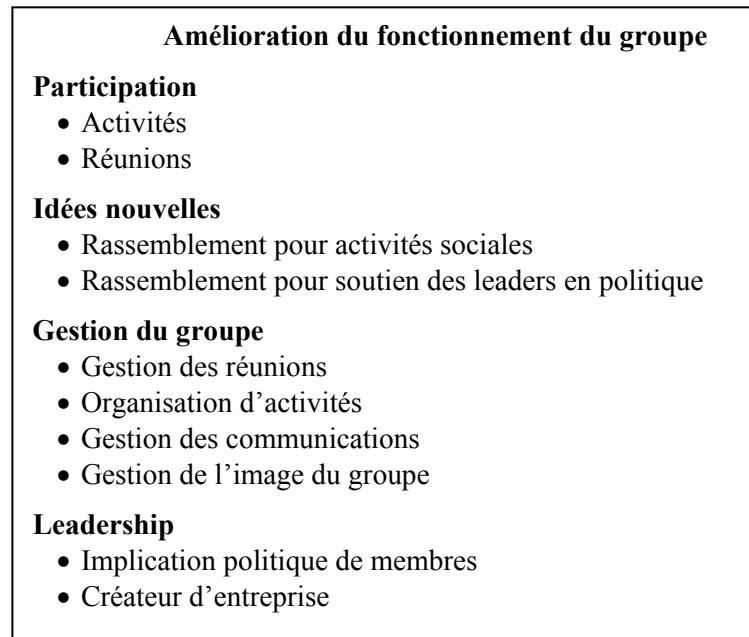 Amélioration du fonctionnement du groupe
Participation
• Activités
• Réunions
Idées nouvelles
• Rassemblement pour activités sociales
• Rassemblement pour soutien des leaders en politique
Gestion du groupe
• Gestion des réunions
• Organisation d’activités
• Gestion des communications
• Gestion de l’image du groupe
Leadership
• Implication politique de membres
• Créateur d’entreprise